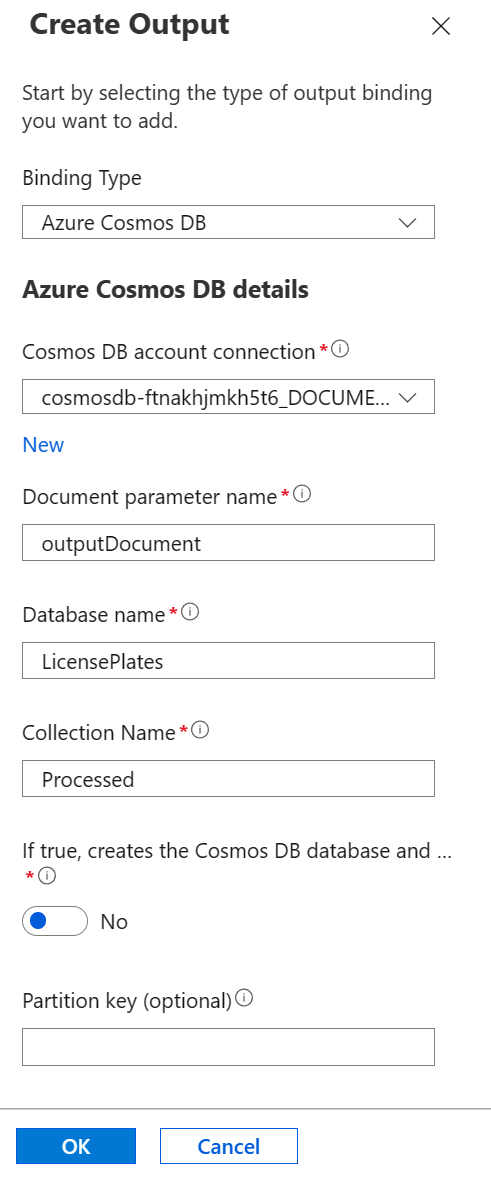 Create Output
Start by selecting the type of output binding
you want to add.
Binding Type
Azure Cosmos DB
Azure Cosmos DB details
Cosmos DB account connection *
cosmosdb-ftnakhjmkh5t6_DOCUME...
New
Document parameter name *
outputDocument
Database name *
LicensePlates
Collection Name *
Processed
If true, creates the Cosmos DB database and ...
*
No
Partition key (optional)
OK
Cancel